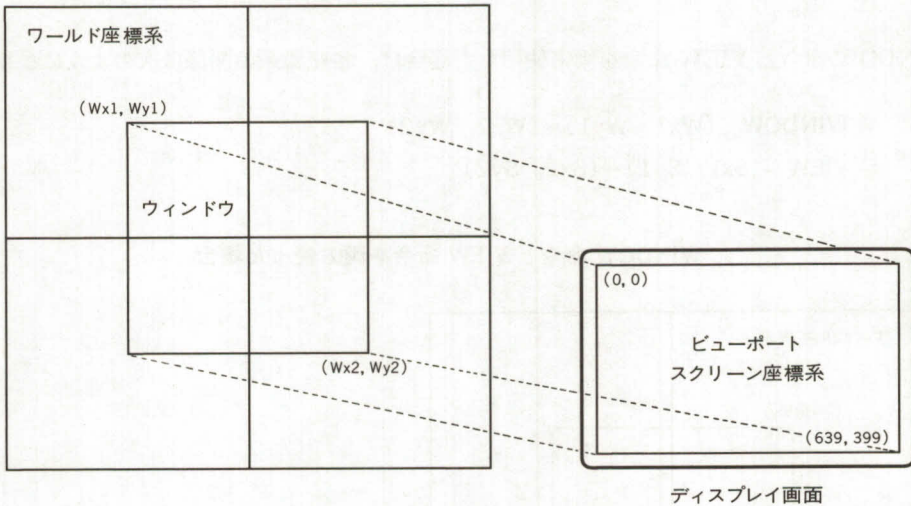 ワールド座標系
(Wx1, Wy1)
ウィンドウ
(0, 0)
ビューポート
スクリーン座標系
(Wx2, Wy2)
(639, 399)
ディスプレイ画面